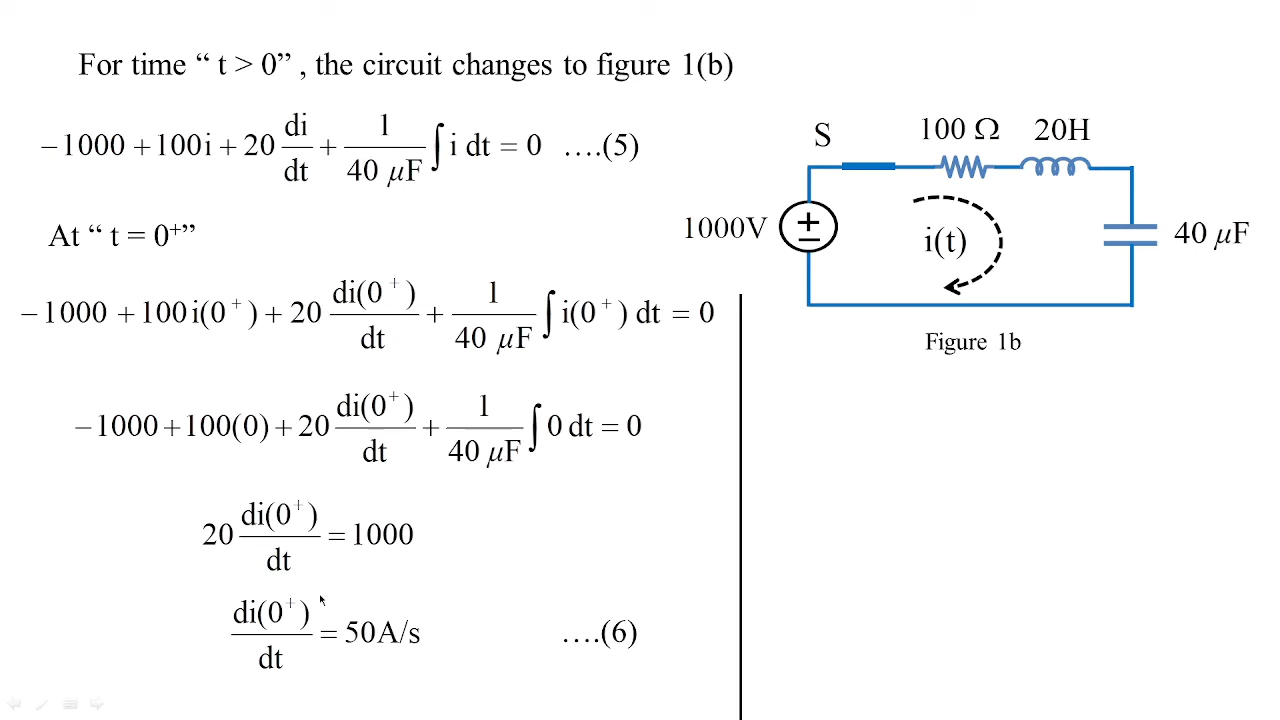 For time “ t > 0” , the circuit changes to figure 1(b)
− 1000 + 100 i + 20 di/dt + 1/(40 μF) ∫ i dt = 0 ....(5)
At “ t = 0⁺”
− 1000 + 100 i(0⁺) + 20 di(0⁺)/dt + 1/(40 μF) ∫ i(0⁺) dt = 0
− 1000 + 100(0) + 20 di(0⁺)/dt + 1/(40 μF) ∫ 0 dt = 0
20 di(0⁺)/dt = 1000
di(0⁺)/dt = 50A/s ....(6)
S
100 Ω
20H
1000V
+
−
i(t)
40 μF
Figure 1b